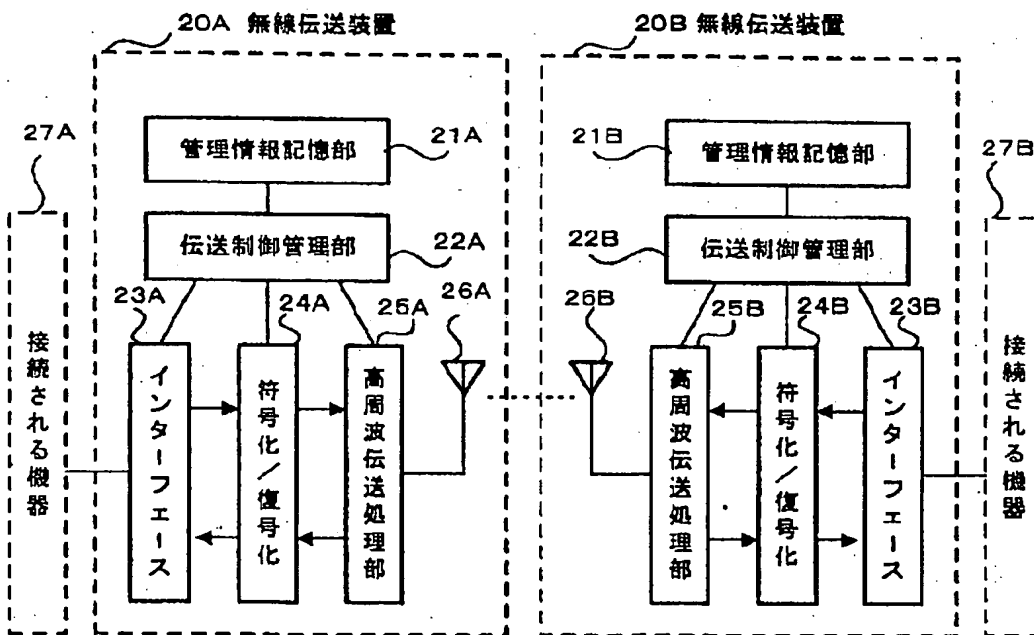 20A 無線伝送装置
20B 無線伝送装置
27A
管理情報記憶部
21A
21B
管理情報記憶部
27B
伝送制御管理部
22A
22B
伝送制御管理部
23A
24A
25A
26A
26B
25B
24B
23B
接続される機器
インターフェース
符号化/復号化
高周波伝送処理部
高周波伝送処理部
符号化/復号化
インターフェース
接続される機器